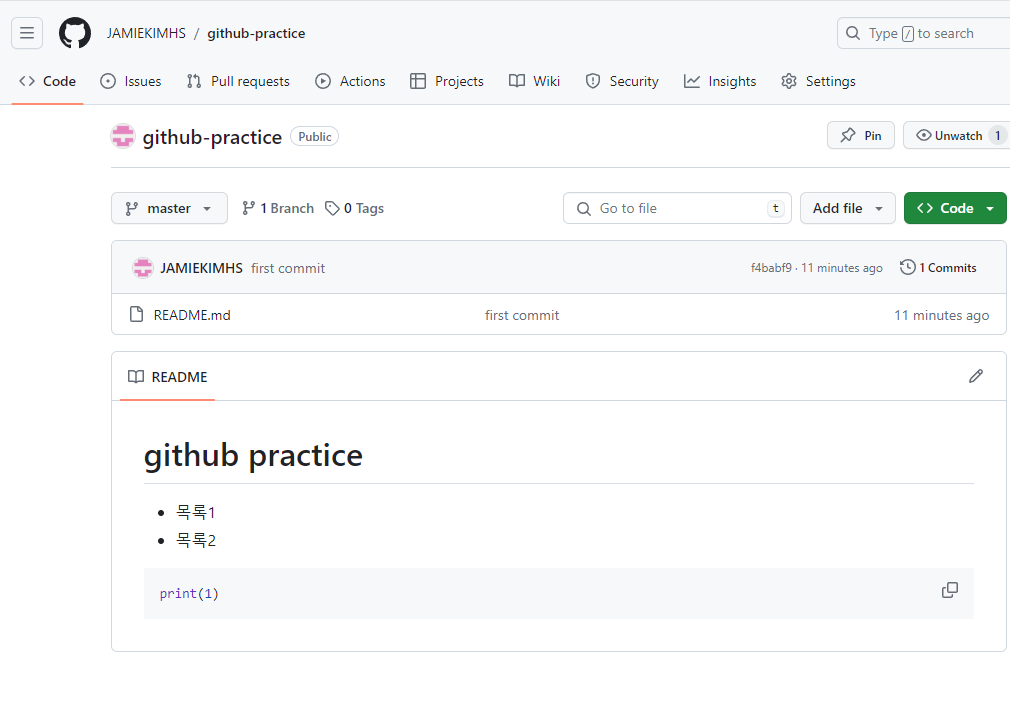 JAMIEKIMHS / github-practice Type / to search
Code Issues Pull requests Actions Projects Wiki Security Insights Settings
github-practice Public Pin Unwatch 1
master 1 Branch 0 Tags Go to file t Add file Code
JAMIEKIMHS first commit f4babf9 · 11 minutes ago 1 Commits
README.md first commit 11 minutes ago
README
github practice
목록1
목록2
print(1)